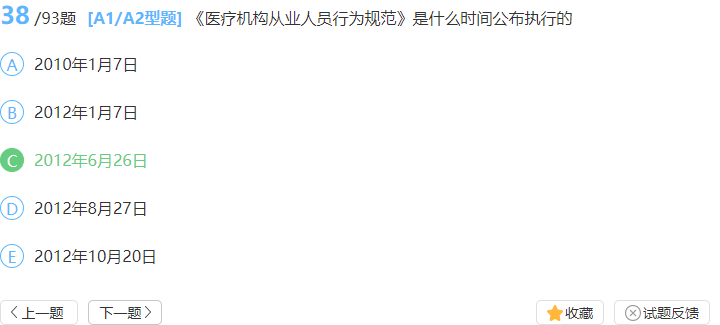 38 /93题 [A1/A2型题] 《医疗机构从业人员行为规范》是什么时间公布执行的
A 2010年1月7日
B 2012年1月7日
C 2012年6月26日
D 2012年8月27日
E 2012年10月20日
上一题 下一题 收藏 试题反馈